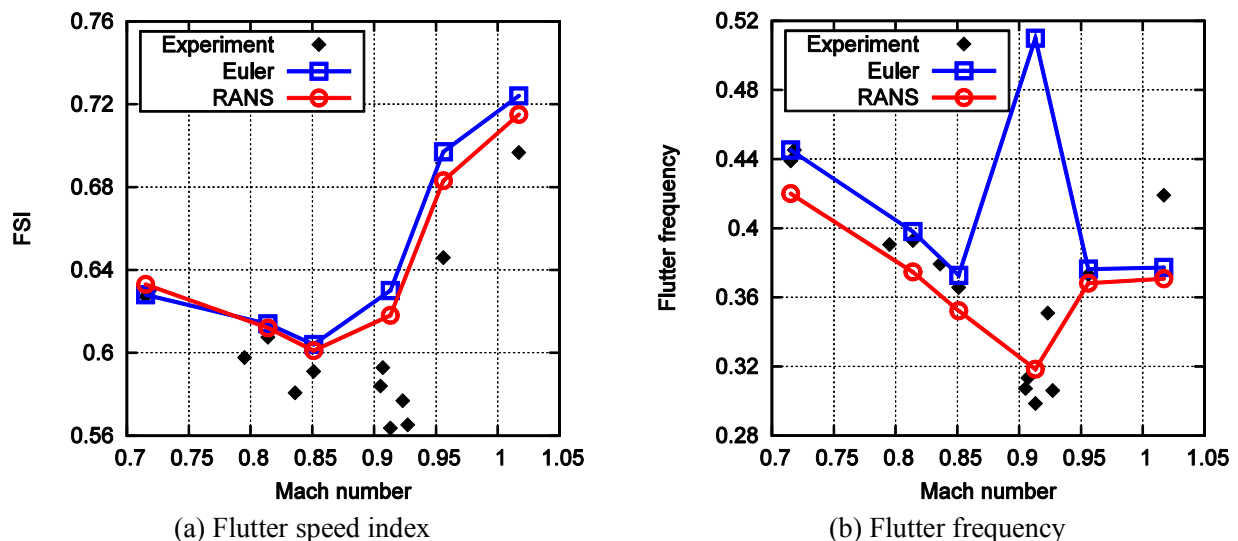 0.76
0.72
0.68
0.64
0.6
0.56
FSI
Experiment
Euler
RANS
0.7 0.75 0.8 0.85 0.9 0.95 1 1.05
Mach number
(a) Flutter speed index
0.52
0.48
0.44
0.4
0.36
0.32
0.28
Flutter frequency
Experiment
Euler
RANS
0.7 0.75 0.8 0.85 0.9 0.95 1 1.05
Mach number
(b) Flutter frequency